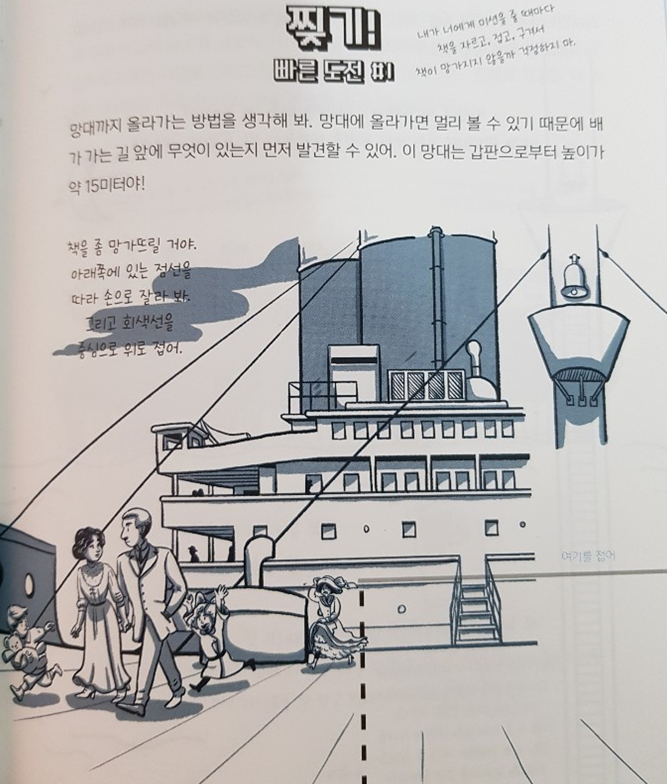 찢기!
빠른 도전 #1
내가 너에게 미션을 줄 때마다
책을 자르고, 접고, 구겨서
책이 망가지지 않을까 걱정하지 마.
망대까지 올라가는 방법을 생각해 봐. 망대에 올라가면 멀리 볼 수 있기 때문에 배
가 가는 길 앞에 무엇이 있는지 먼저 발견할 수 있어. 이 망대는 갑판으로부터 높이가
약 15미터야!
책을 좀 망가뜨릴 거야.
아래쪽에 있는 점선을
따라 손으로 잘라 봐.
그리고 회색선을
중심으로 위로 접어.
여기를 접어